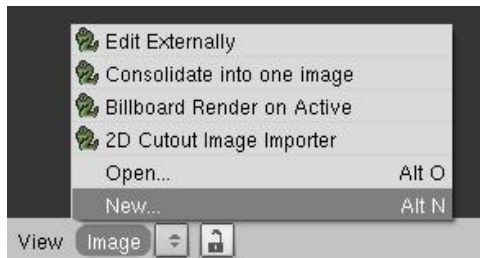 Edit Externally
Consolidate into one image
Billboard Render on Active
2D Cutout Image Importer
Open... Alt O
New... Alt N
View Image